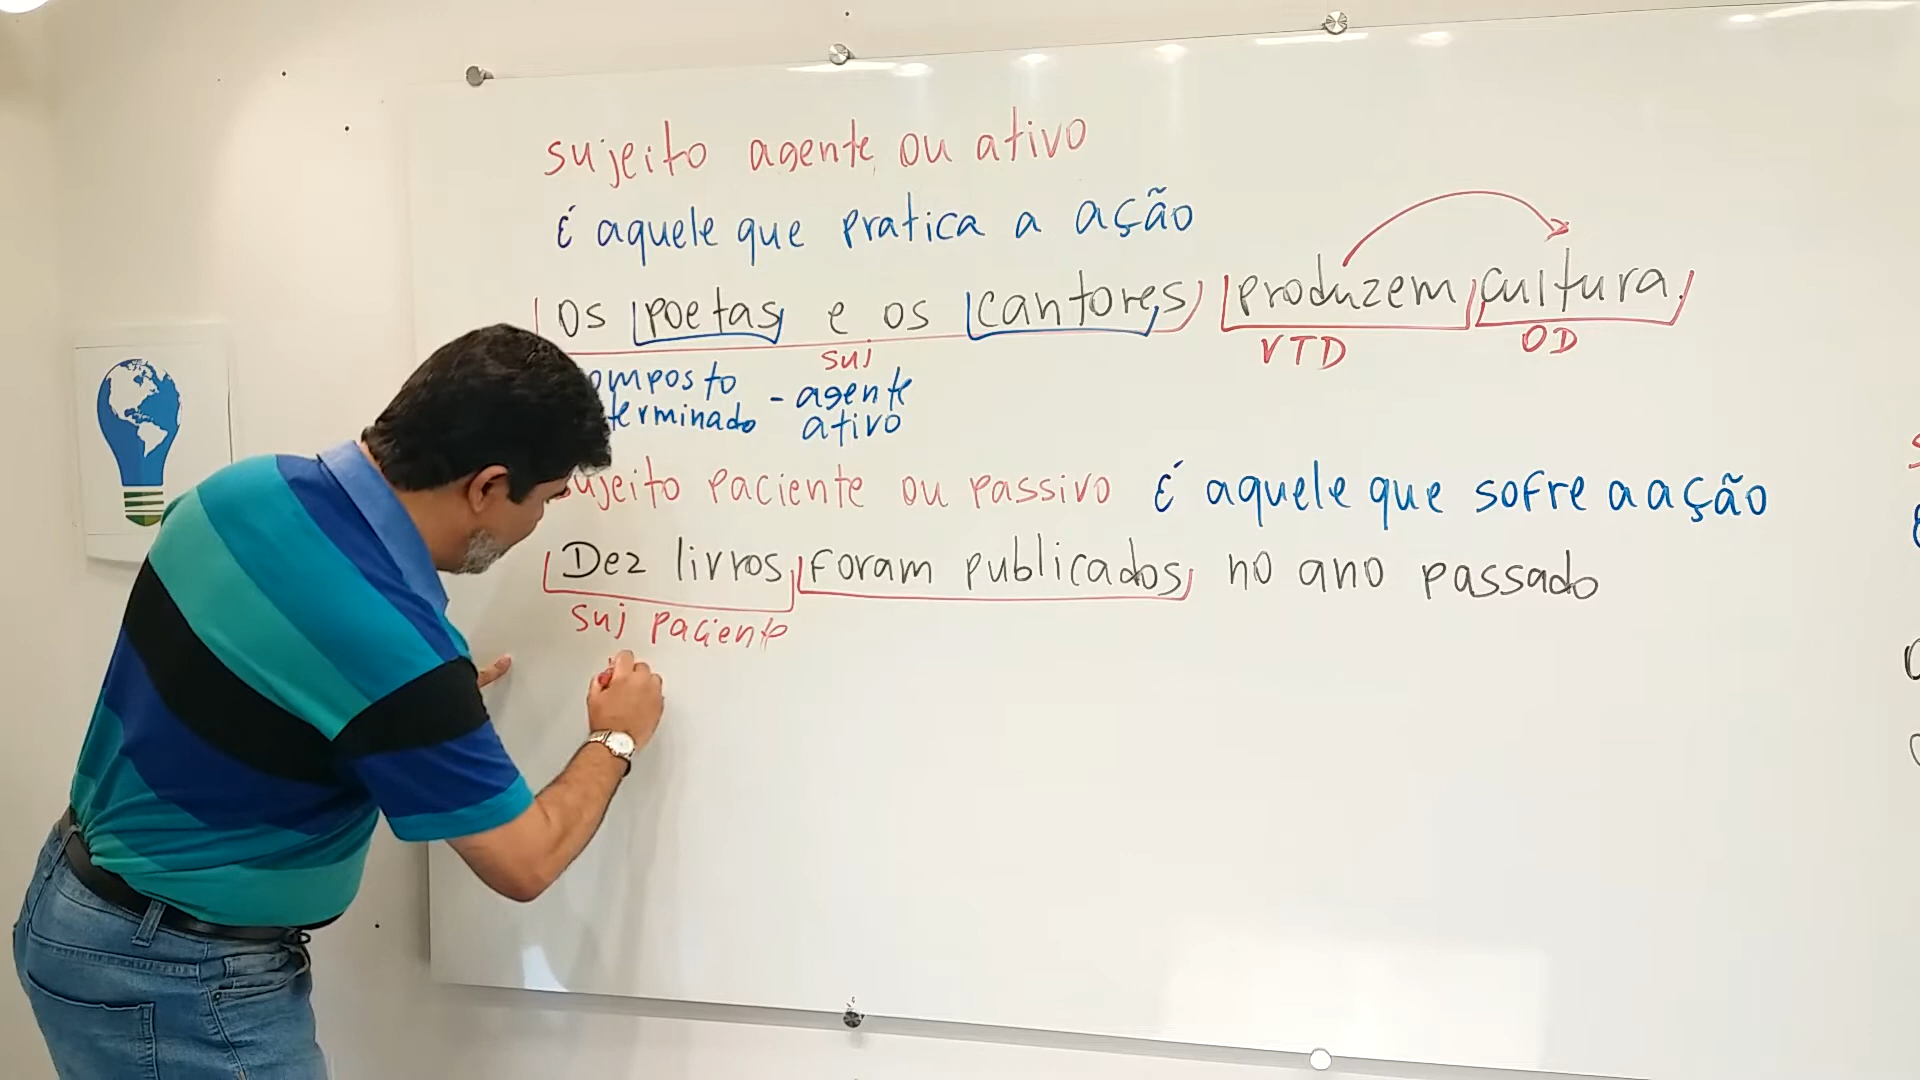 sujeito agente ou ativo
é aquele que pratica a ação
os poetas e os cantores produzem cultura.
suj VTD OD
omposto
terminado - agente
ativo
sujeito paciente ou passivo é aquele que sofre a ação
Dez livros foram publicados no ano passado
suj paciente